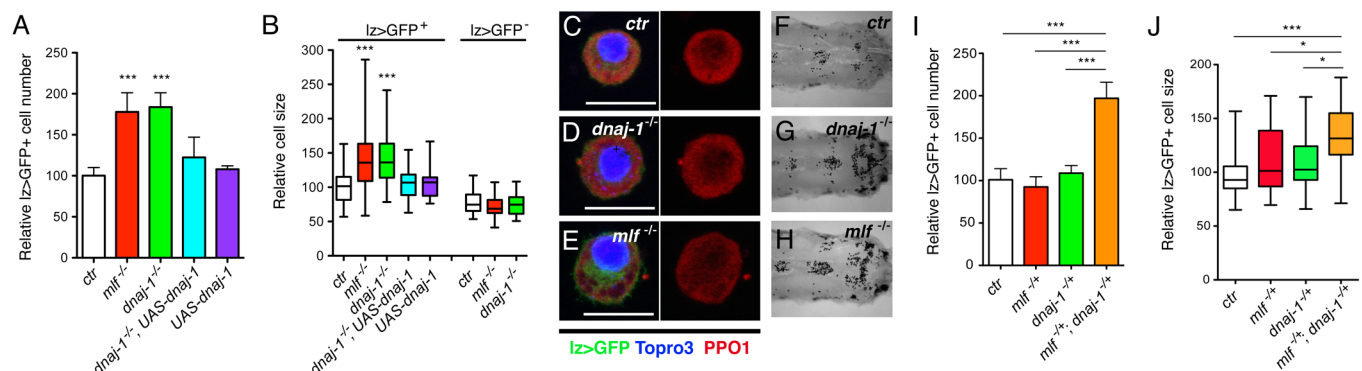 A
Relative lz>GFP+ cell number
250
200
150
100
50
0
***
***
ctr
mlf -/-
dnaj-1-/-
dnaj-1-/-, UAS-dnaj-1
UAS-dnaj-1
B
lz>GFP+
lz>GFP-
Relative cell size
300
250
200
150
100
50
0
***
***
ctr
mlf-/-
dnaj-1-/-
dnaj-1-/- UAS-dnaj-1
UAS-dnaj-1
ctr
mlf-/-
dnaj-1-/-
C
ctr
D
dnaj-1-/-
+
E
mlf -/-
lz>GFP Topro3 PPO1
F
ctr
G
dnaj-1-/-
H
mlf -/-
I
Relative lz>GFP+ cell number
250
200
150
100
50
0
***
***
***
ctr
mlf -/+
dnaj-1-/+
mlf -/+; dnaj-1-/+
J
Relative lz>GFP+ cell size
200
150
100
50
0
***
*
*
ctr
mlf -/+
dnaj-1-/+
mlf -/+; dnaj-1-/+